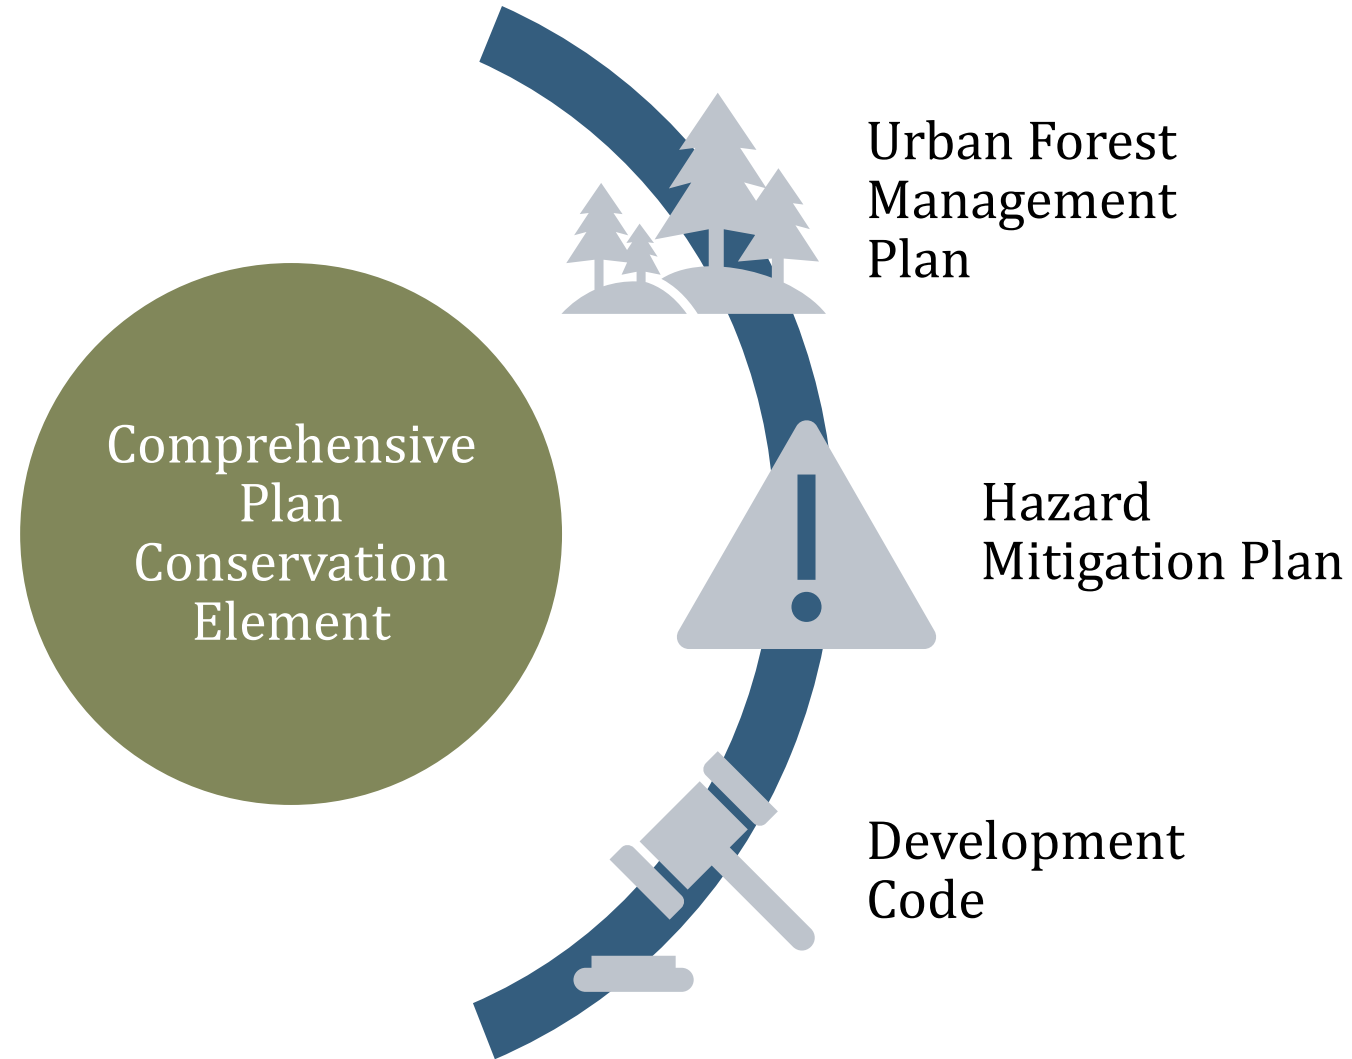 Comprehensive
Plan
Conservation
Element
Urban Forest
Management
Plan
Hazard
Mitigation Plan
Development
Code